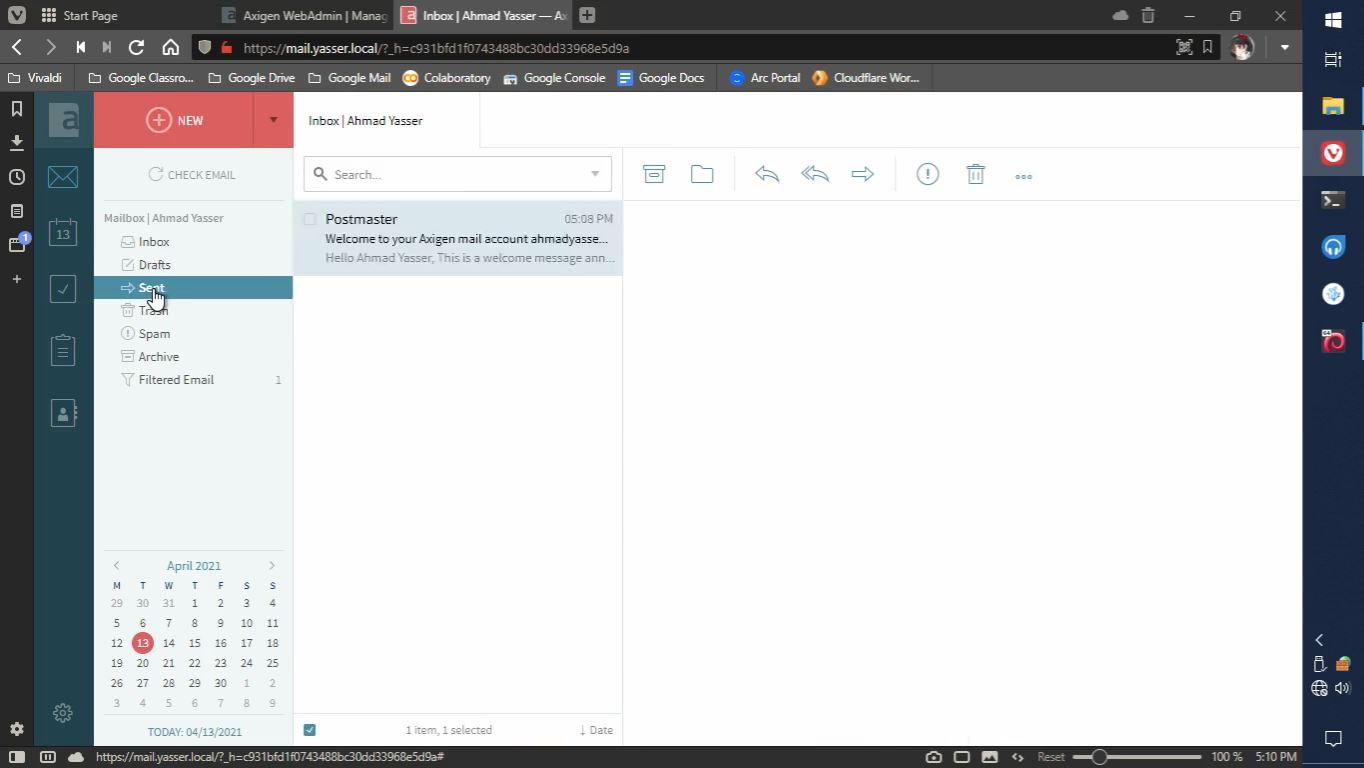 Start Page
Axigen WebAdmin | Manag
Inbox | Ahmad Yasser — Ax
https://mail.yasser.local/?_h=c931bfd1f0743488bc30dd33968e5d9a
Vivaldi
Google Classro...
Google Drive
Google Mail
Colaboratory
Google Console
Google Docs
Arc Portal
Cloudflare Wor...
NEW
Inbox | Ahmad Yasser
CHECK EMAIL
Search...
Mailbox | Ahmad Yasser
Inbox
Drafts
Sent
Trash
Spam
Archive
Filtered Email 1
Postmaster 05:08 PM
Welcome to your Axigen mail account ahmadyasse...
Hello Ahmad Yasser, This is a welcome message ann...
1
13
April 2021
M T W T F S S
29 30 31 1 2 3 4
5 6 7 8 9 10 11
12 13 14 15 16 17 18
19 20 21 22 23 24 25
26 27 28 29 30 1 2
3 4 5 6 7 8 9
TODAY: 04/13/2021
1 item, 1 selected
Date
https://mail.yasser.local/?_h=c931bfd1f0743488bc30dd33968e5d9a#
Reset
100 %
5:10 PM